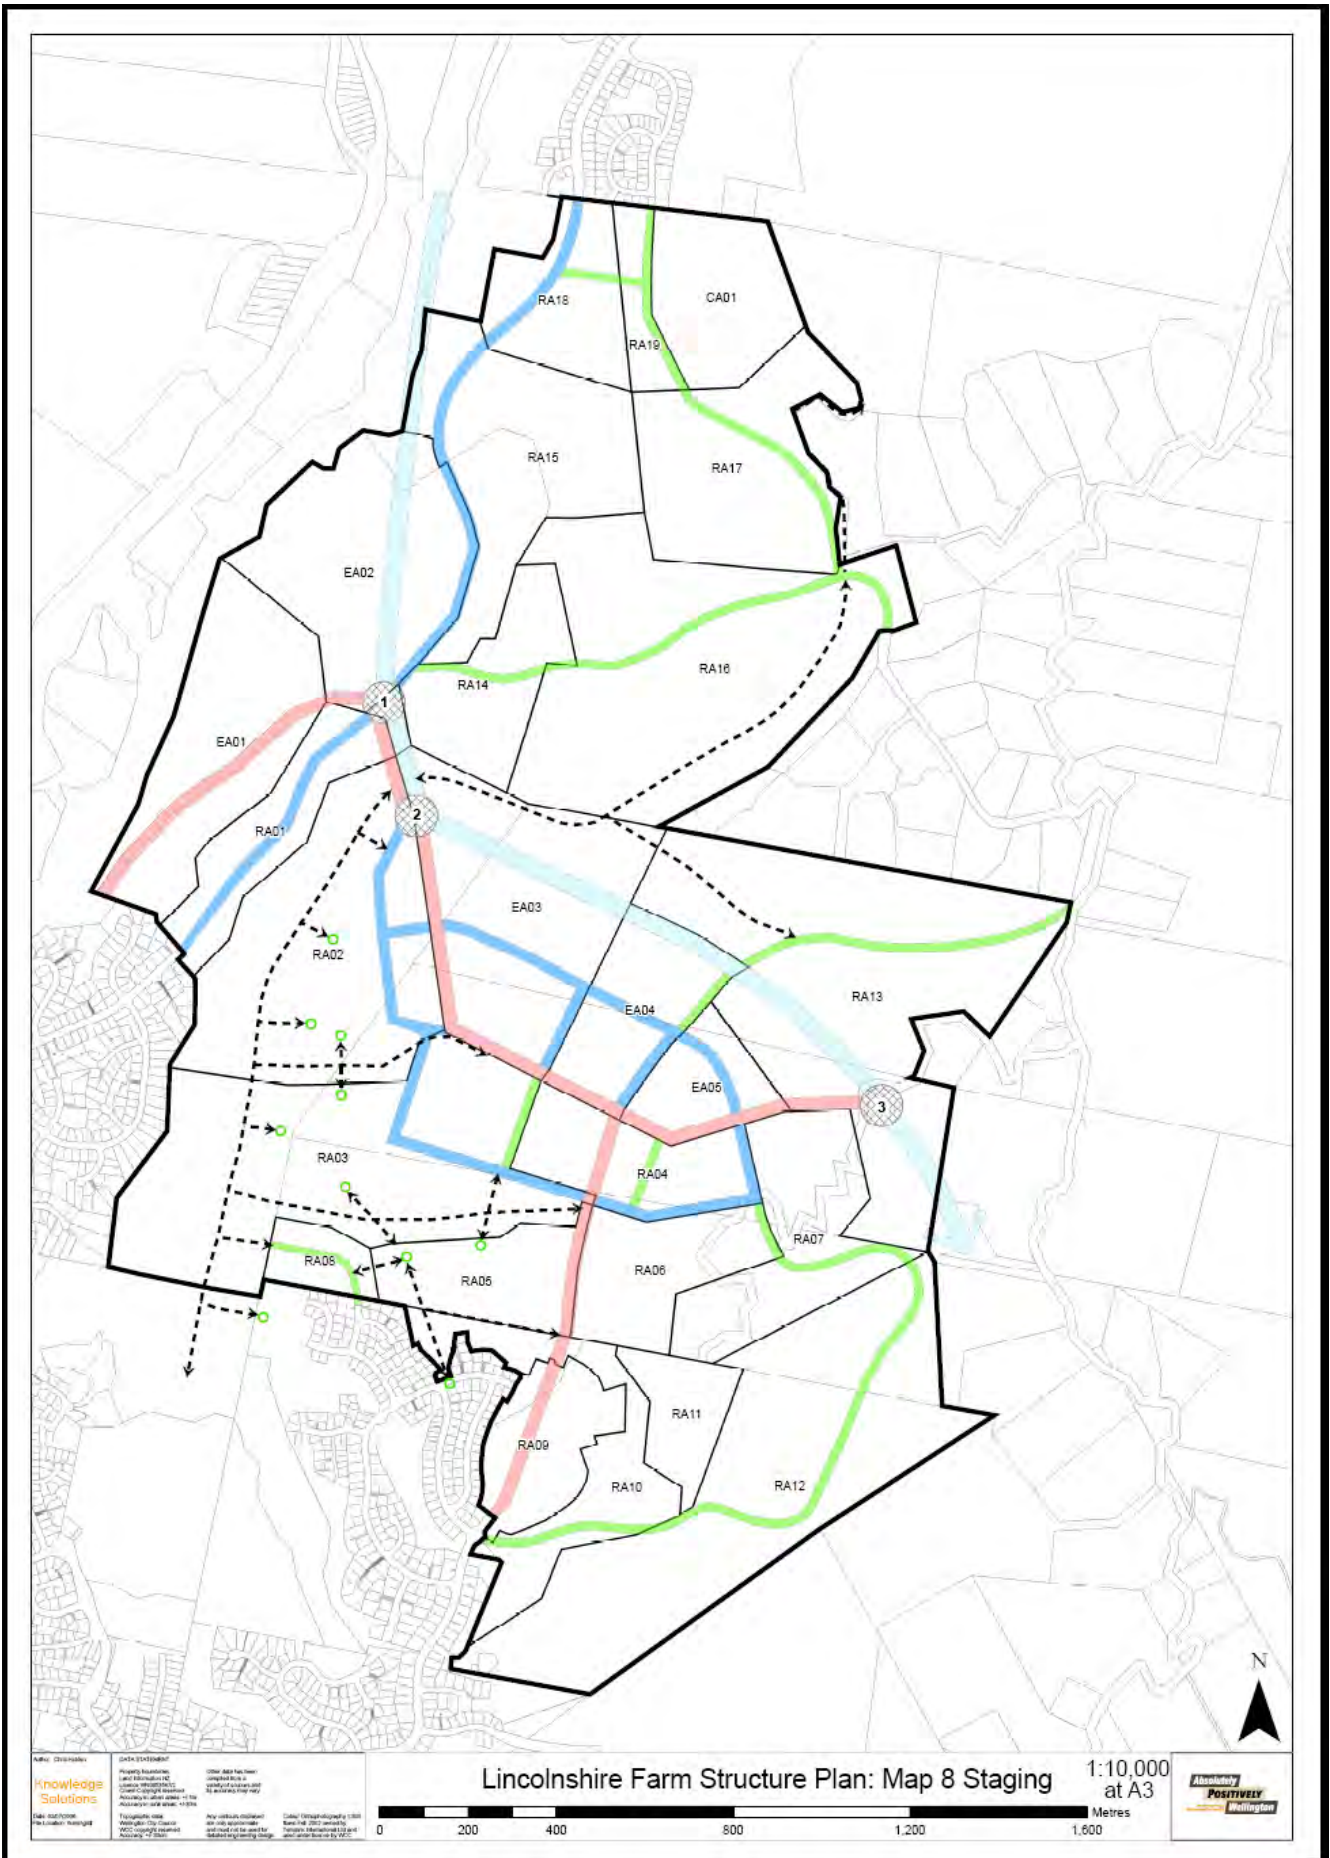 RA18
CA01
RA19
RA15
RA17
EA02
RA16
RA14
1
EA01
2
RA01
EA03
RA02
RA13
EA04
EA05
3
RA03
RA04
RA07
RA08
RA06
RA05
RA11
RA09
RA10
RA12
N
DATA STATEMENT
Knowledge
Solutions
Lincolnshire Farm Structure Plan: Map 8 Staging
1:10,000
at A3
Metres
0 200 400 800 1,200 1,600
Absolutely
POSITIVELY
Wellington